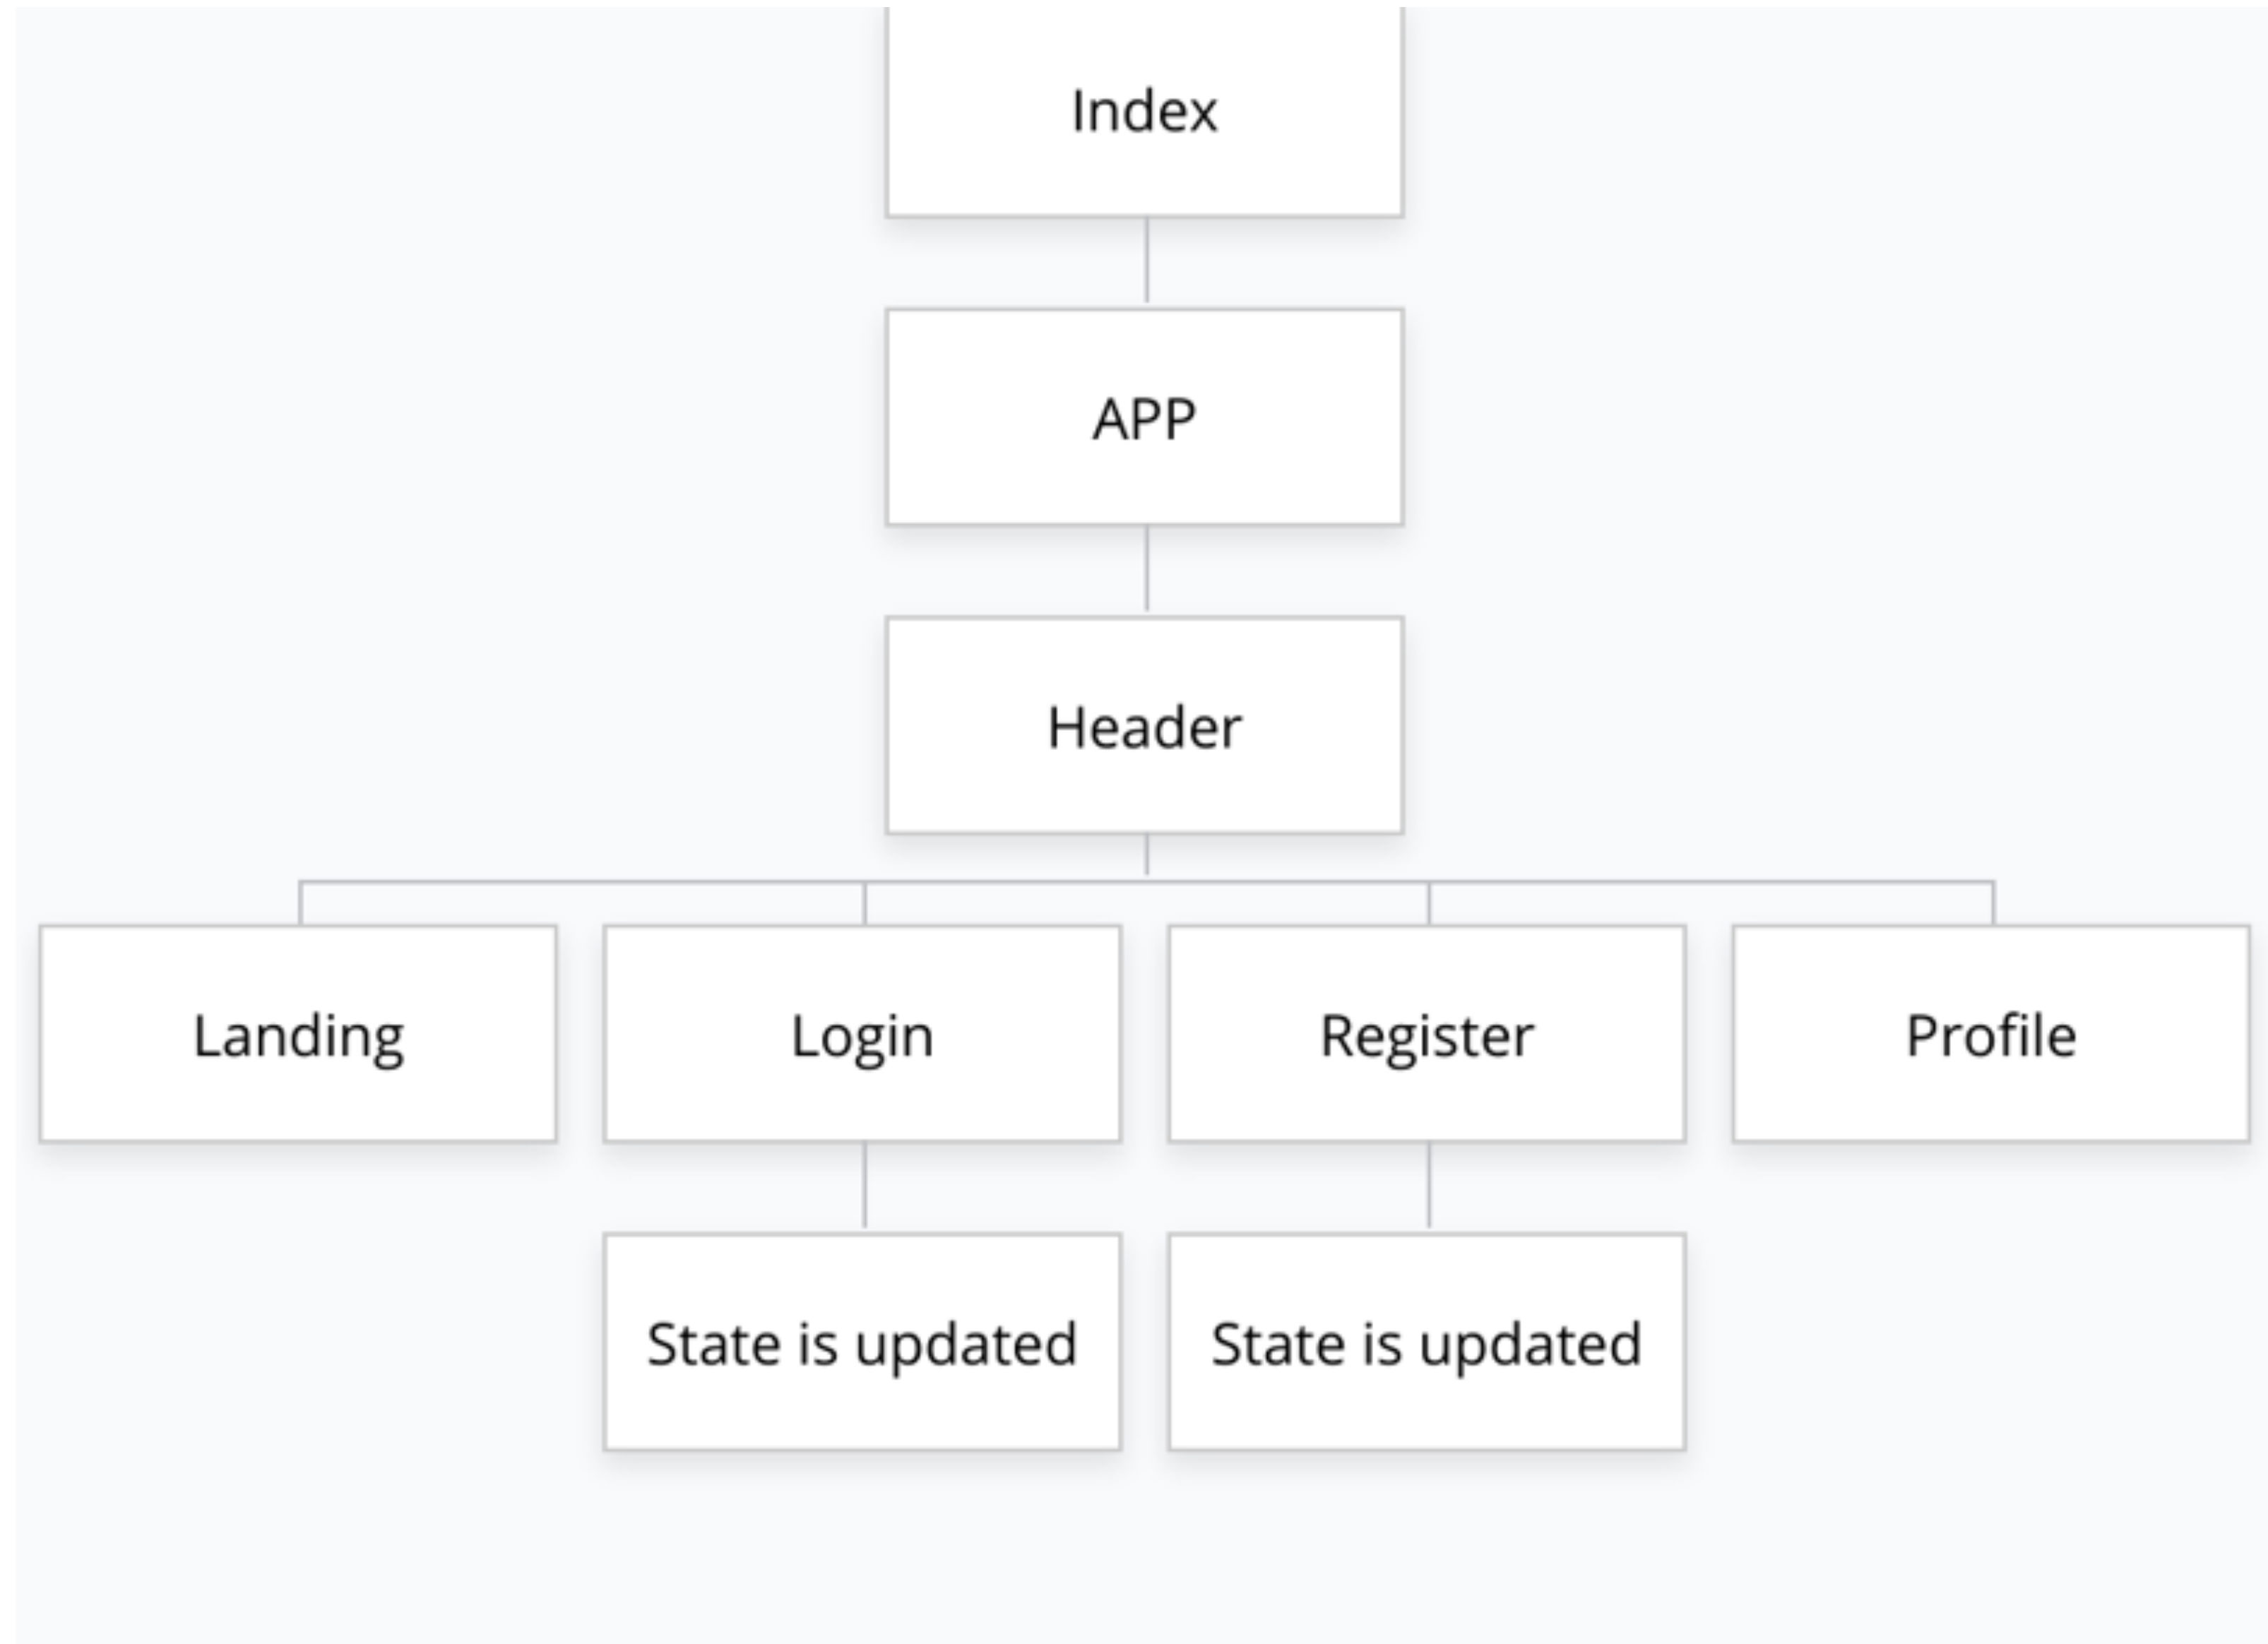 Index
APP
Header
Landing
Login
Register
Profile
State is updated
State is updated